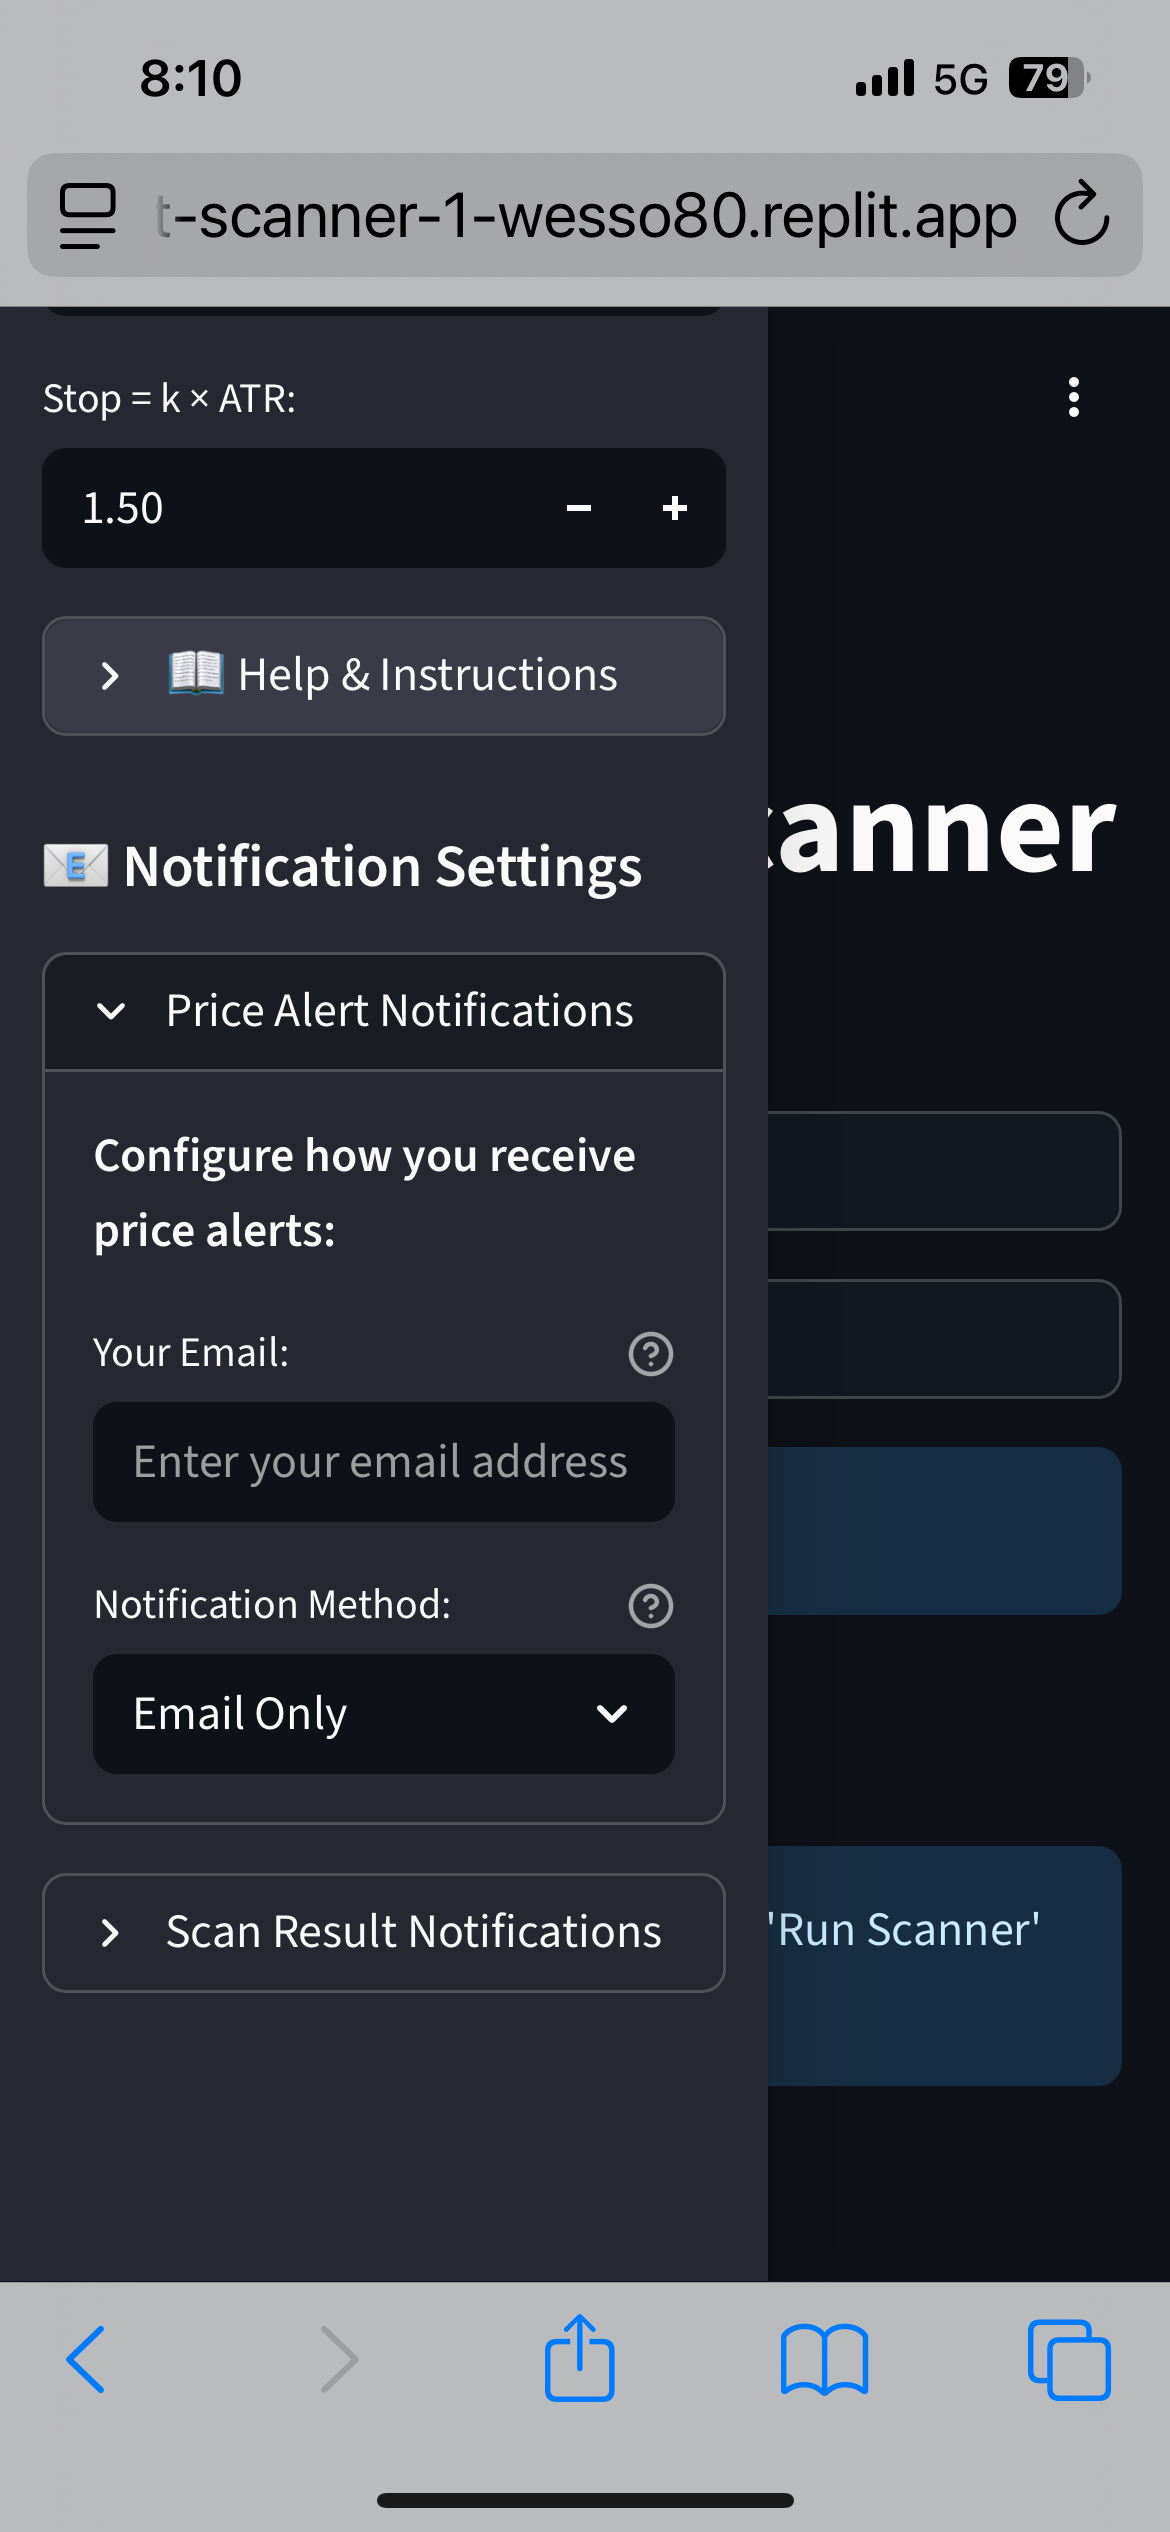 8:10
5G
79
t-scanner-1-wesso80.replit.app
Stop = k × ATR:
1.50
Help & Instructions
Notification Settings
canner
Price Alert Notifications
Configure how you receive
price alerts:
Your Email:
Enter your email address
Notification Method:
Email Only
Scan Result Notifications
'Run Scanner'